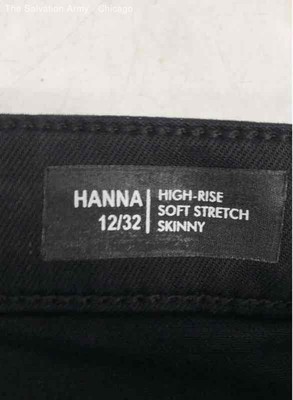 The Salvation Army - Chicago
HANNA
12/32
HIGH-RISE
SOFT STRETCH
SKINNY